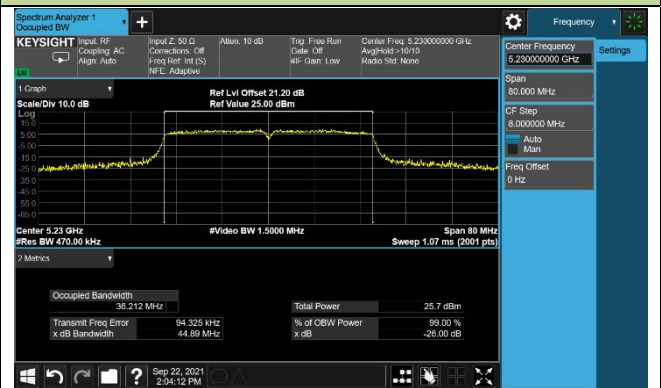 Spectrum Analyzer 1
Occupied BW
Frequency
KEYSIGHT
Input: RF
Coupling: AC
Align: Auto
Input Z: 50 Ω
Corrections: Off
Freq Ref: Int (S)
NFE: Adaptive
Atten: 10 dB
Trig: Free Run
Gate: Off
#IF Gain: Low
Center Freq: 5.230000000 GHz
Avg|Hold:>10/10
Radio Std: None
Center Frequency
5.230000000 GHz
Settings
Span
80.000 MHz
CF Step
8.000000 MHz
Auto
Man
Freq Offset
0 Hz
1 Graph
Scale/Div 10.0 dB
Ref Lvl Offset 21.20 dB
Ref Value 25.00 dBm
Log
15.0
5.00
-5.00
-15.0
-25.0
-35.0
-45.0
-55.0
-65.0
Center 5.23 GHz
#Res BW 470.00 kHz
#Video BW 1.5000 MHz
Span 80 MHz
Sweep 1.07 ms (2001 pts)
2 Metrics
Occupied Bandwidth
36.212 MHz
Total Power
25.7 dBm
Transmit Freq Error
94.325 kHz
% of OBW Power
99.00 %
x dB Bandwidth
44.89 MHz
x dB
-26.00 dB
Sep 22, 2021
2:04:12 PM